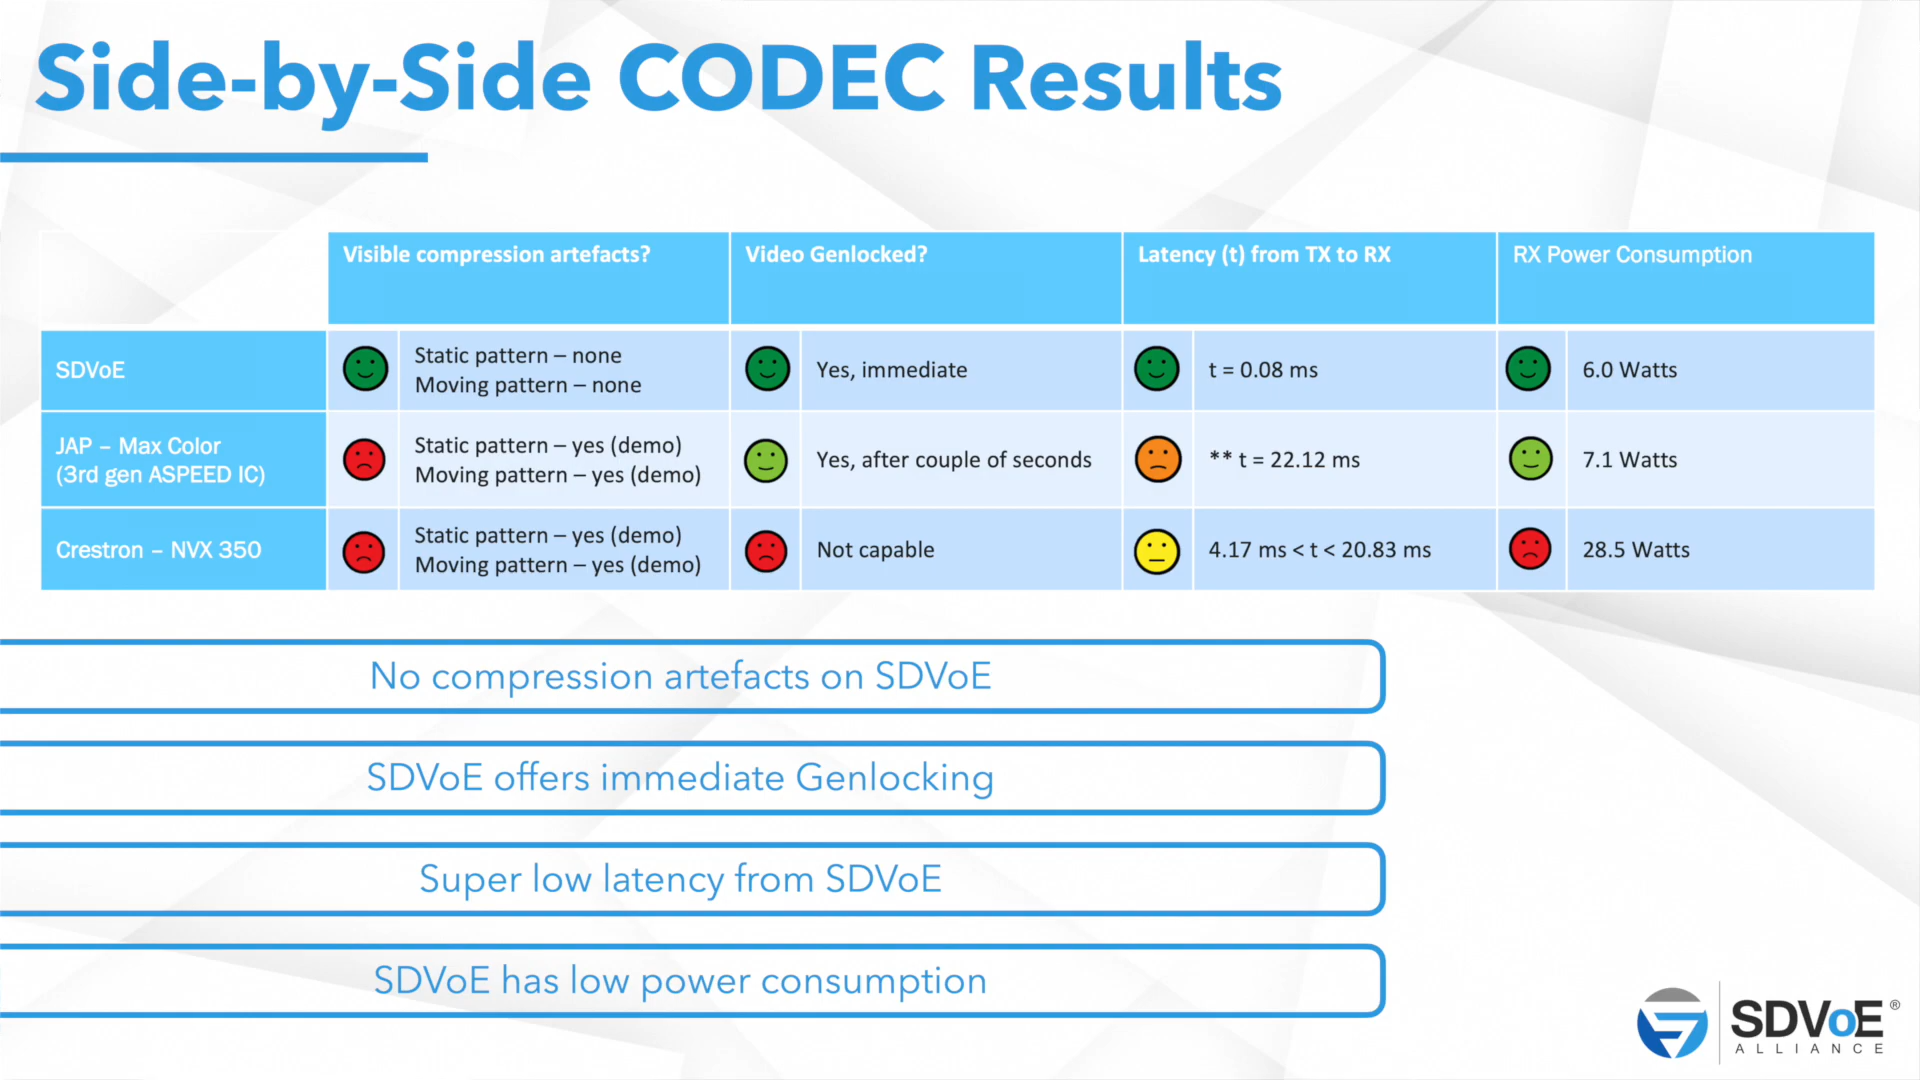 Side-by-Side CODEC Results
Visible compression artefacts?
Video Genlocked?
Latency (t) from TX to RX
RX Power Consumption
SDVoE
Static pattern – none
Moving pattern – none
Yes, immediate
t = 0.08 ms
6.0 Watts
JAP – Max Color
(3rd gen ASPEED IC)
Static pattern – yes (demo)
Moving pattern – yes (demo)
Yes, after couple of seconds
** t = 22.12 ms
7.1 Watts
Crestron – NVX 350
Static pattern – yes (demo)
Moving pattern – yes (demo)
Not capable
4.17 ms < t < 20.83 ms
28.5 Watts
No compression artefacts on SDVoE
SDVoE offers immediate Genlocking
Super low latency from SDVoE
SDVoE has low power consumption
SDVoE®
ALLIANCE